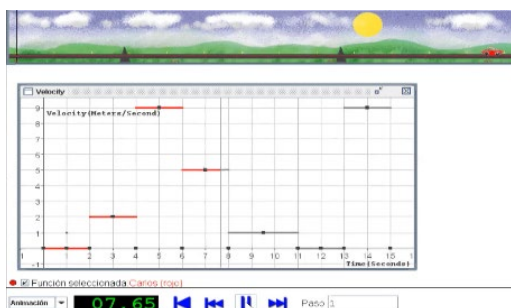 Velocity
Velocity(Meters/Second)
9
8
7
6
5
4
3
2
1
-1
1 1 2 3 4 5 6 7 8 9 10 11 12 13 14 15 1
Time(Seconds)
Función seleccionada Carlos (rojo)
Animación 07.65 Paso 1